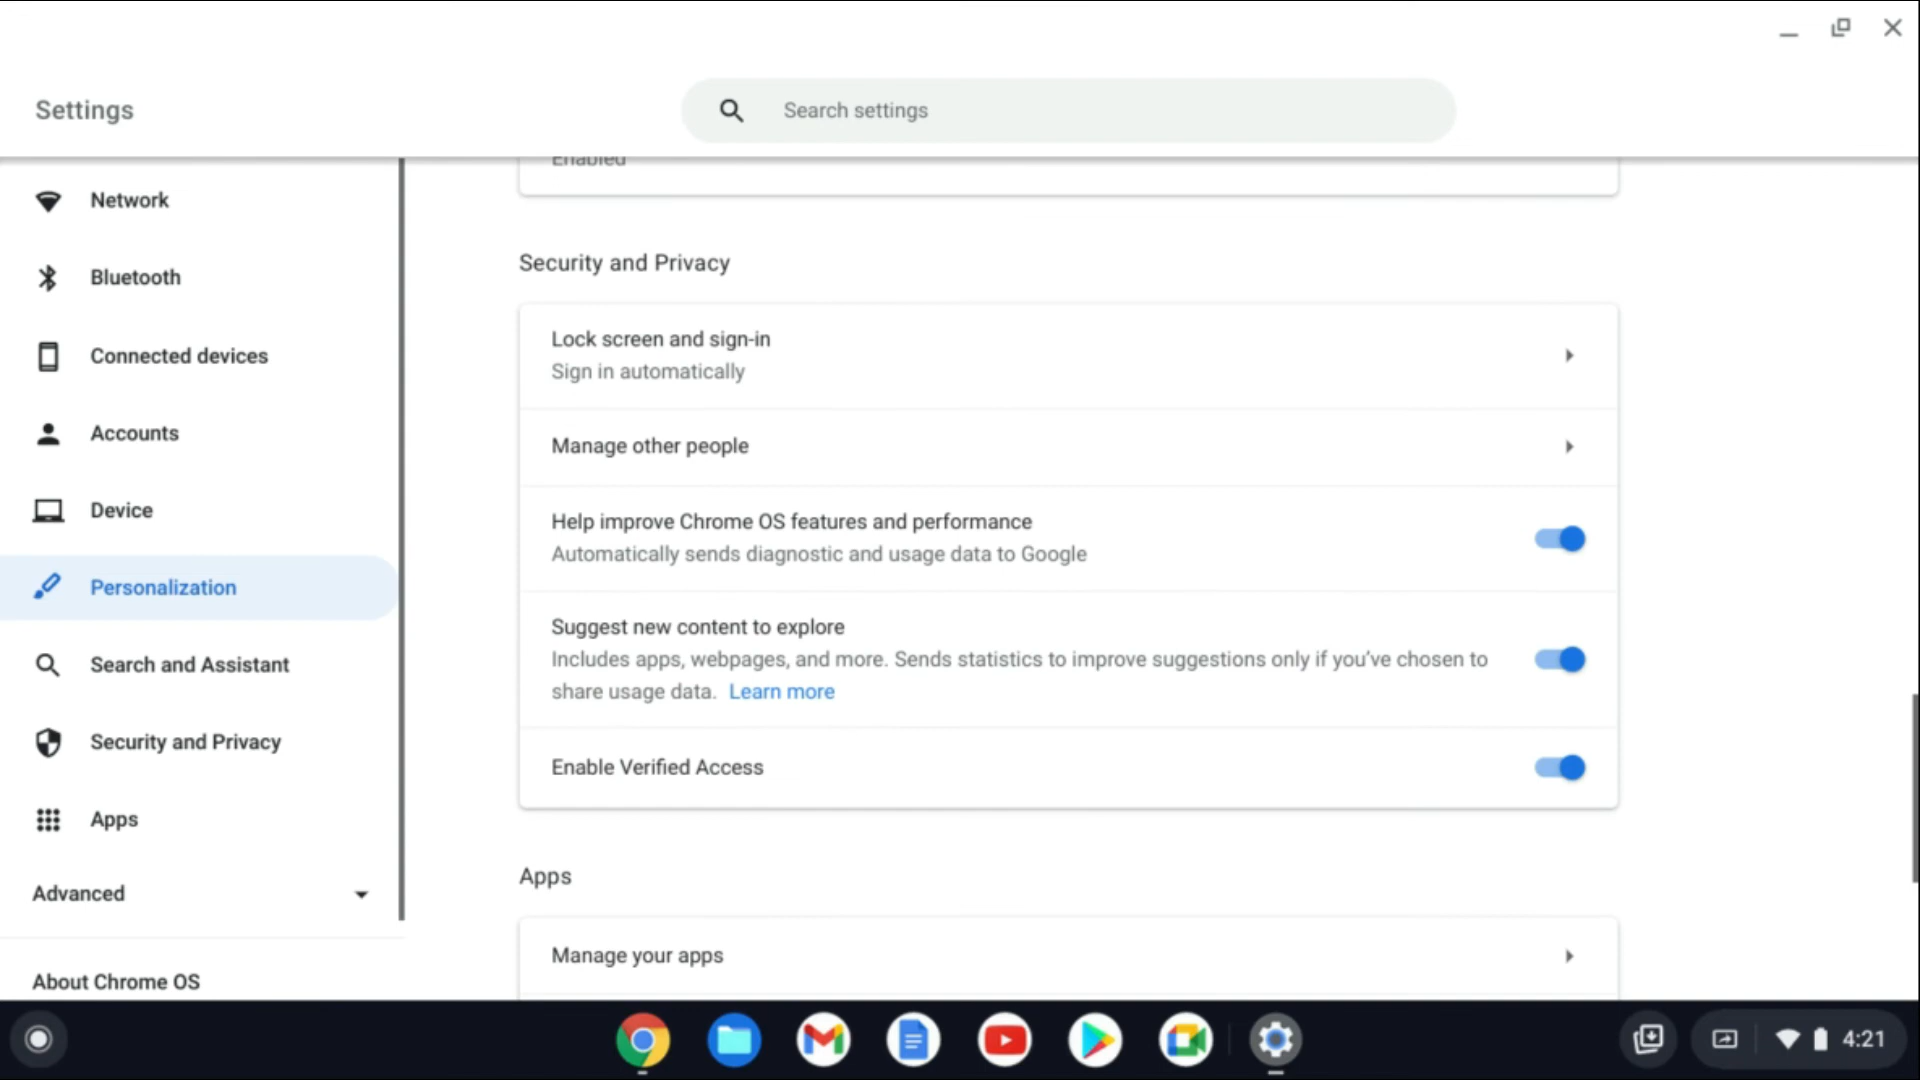 Settings
Search settings
Network
Bluetooth
Connected devices
Accounts
Device
Personalization
Search and Assistant
Security and Privacy
Apps
Advanced
About Chrome OS
Enabled
Security and Privacy
Lock screen and sign-in
Sign in automatically
Manage other people
Help improve Chrome OS features and performance
Automatically sends diagnostic and usage data to Google
Suggest new content to explore
Includes apps, webpages, and more. Sends statistics to improve suggestions only if you’ve chosen to
share usage data. Learn more
Enable Verified Access
Apps
Manage your apps
4:21